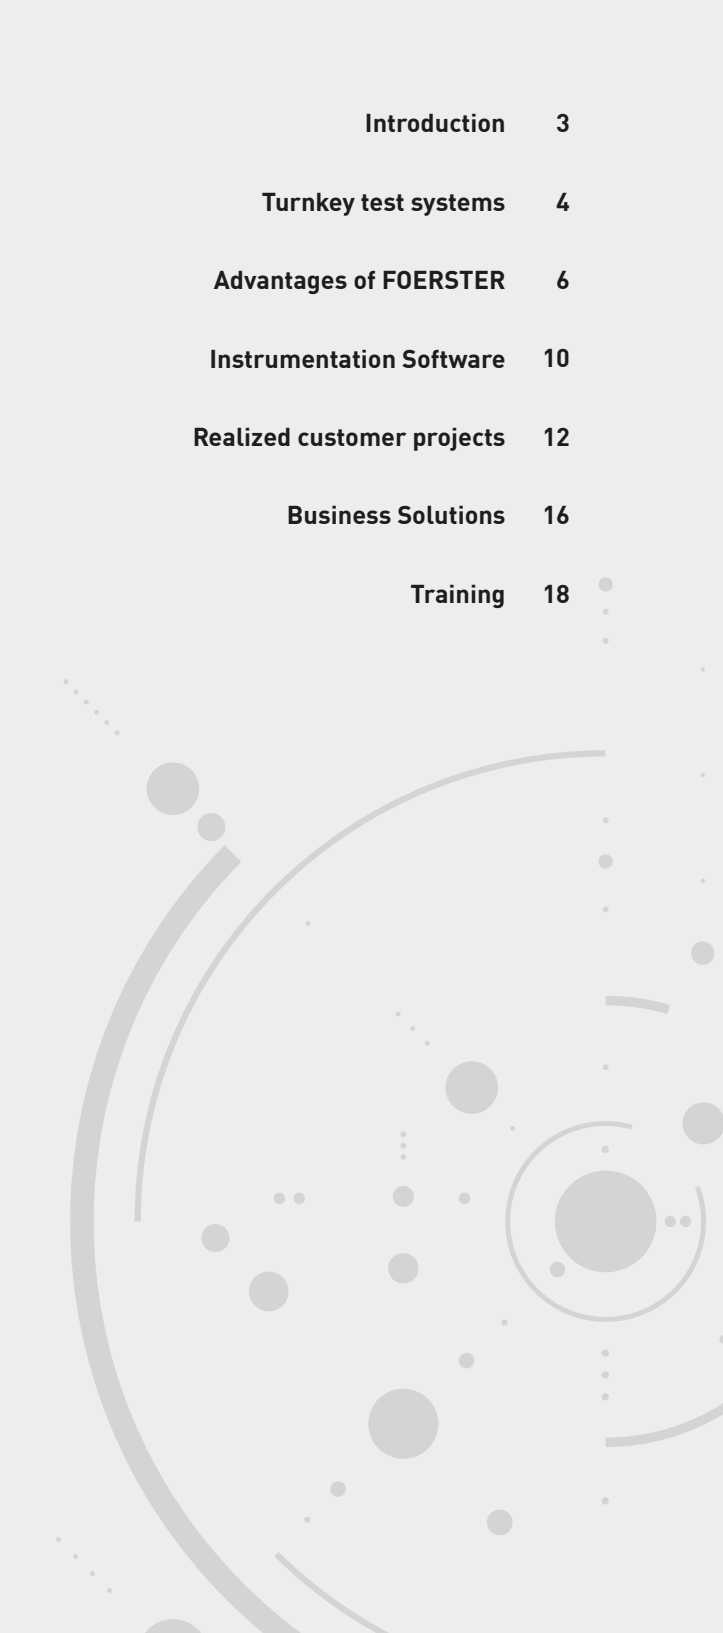 Introduction 3
Turnkey test systems 4
Advantages of FOERSTER 6
Instrumentation Software 10
Realized customer projects 12
Business Solutions 16
Training 18